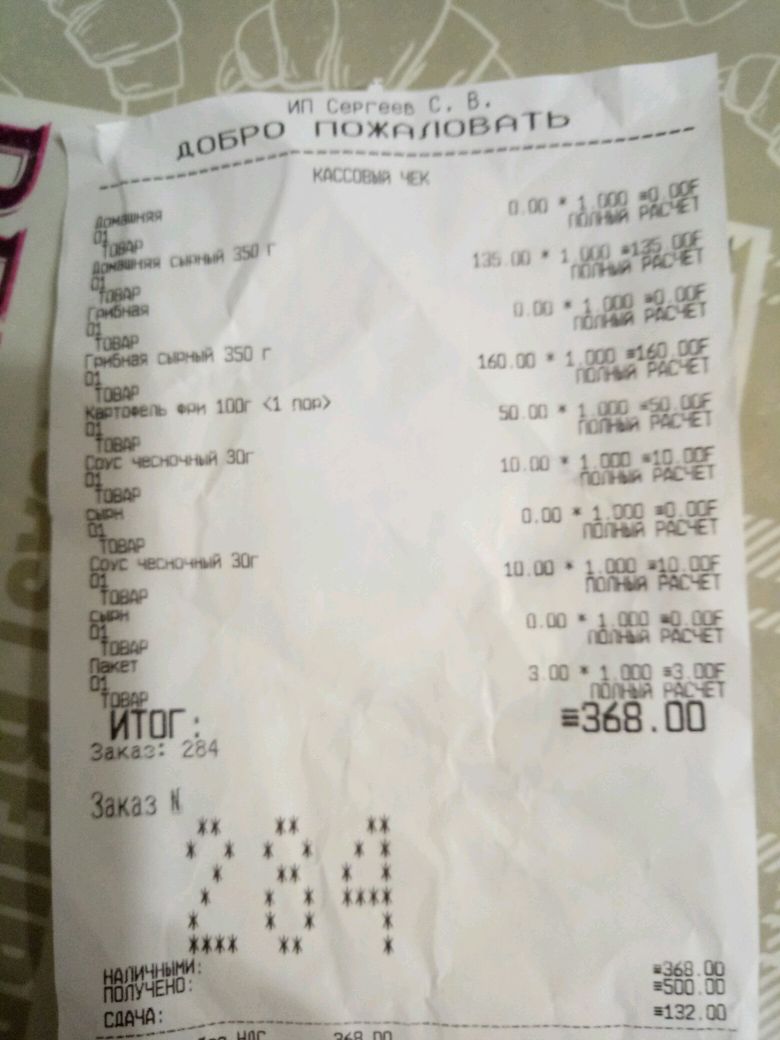 ИП Сергеев С. В.
ДОБРО ПОЖАЛОВАТЬ
КАССОВЫЙ ЧЕК
Домашняя
01 0.00 * 1.000 ≡0.00F
ТОВАР ПОЛНЫЙ РАСЧЕТ
Домашняя сырный 350 г
01 135.00 * 1.000 ≡135.00F
ТОВАР ПОЛНЫЙ РАСЧЕТ
Грибная
01 0.00 * 1.000 ≡0.00F
ТОВАР ПОЛНЫЙ РАСЧЕТ
Грибная сырный 350 г
01 160.00 * 1.000 ≡160.00F
ТОВАР ПОЛНЫЙ РАСЧЕТ
Картофель фри 100г <1 пор>
01 50.00 * 1.000 ≡50.00F
ТОВАР ПОЛНЫЙ РАСЧЕТ
Соус чесночный 30г
01 10.00 * 1.000 ≡10.00F
ТОВАР ПОЛНЫЙ РАСЧЕТ
сырн
01 0.00 * 1.000 ≡0.00F
ТОВАР ПОЛНЫЙ РАСЧЕТ
Соус чесночный 30г
01 10.00 * 1.000 ≡10.00F
ТОВАР ПОЛНЫЙ РАСЧЕТ
сырн
01 0.00 * 1.000 ≡0.00F
ТОВАР ПОЛНЫЙ РАСЧЕТ
Пакет
01 3.00 * 1.000 ≡3.00F
ТОВАР ПОЛНЫЙ РАСЧЕТ
ИТОГ: ≡368.00
Заказ: 284
Заказ N
284
НАЛИЧНЫМИ: ≡368.00
ПОЛУЧЕНО: ≡500.00
СДАЧА: ≡132.00
НДС 368.00